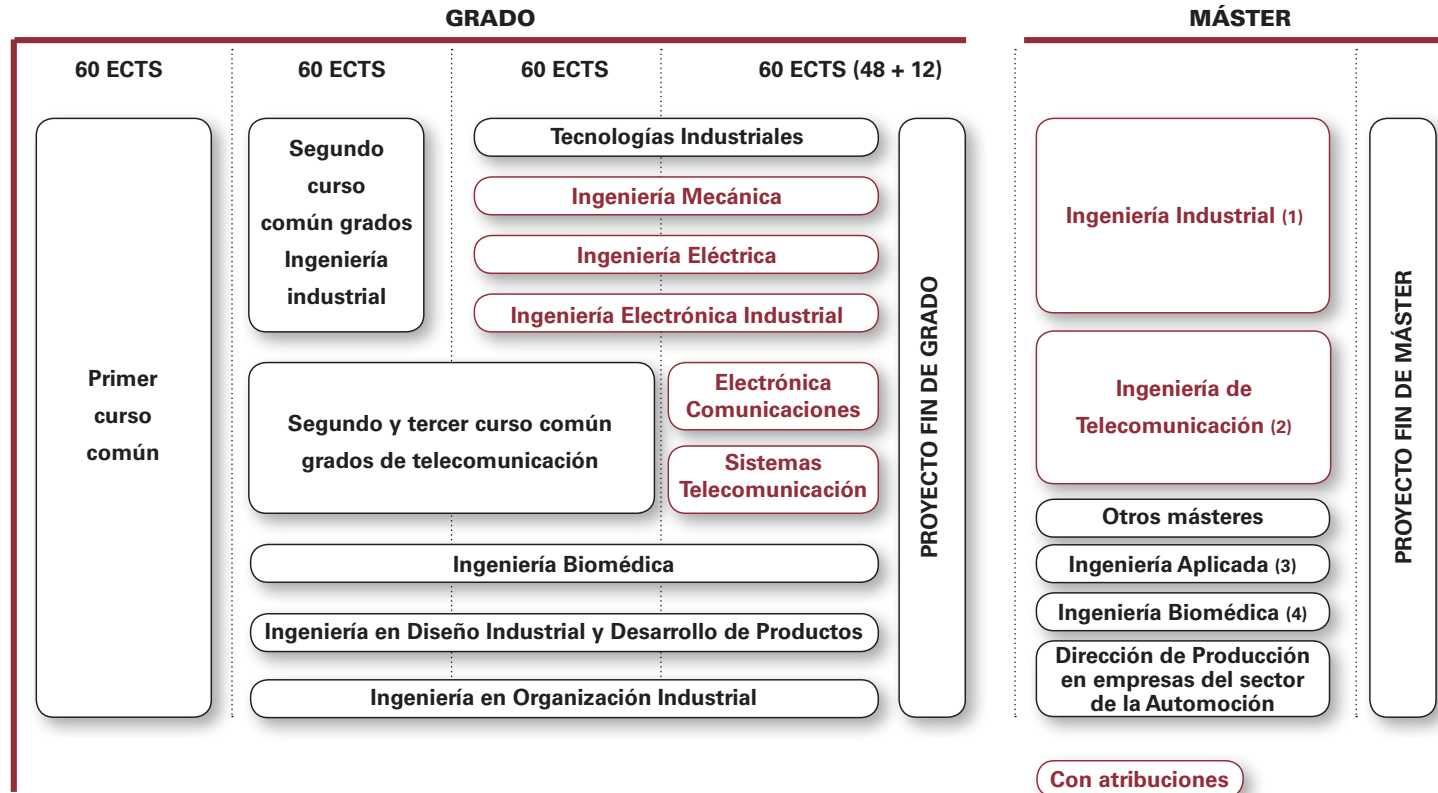 GRADO
MÁSTER
60 ECTS
60 ECTS
60 ECTS
60 ECTS (48 + 12)
Primer
curso
común
Segundo
curso
común grados
Ingeniería
industrial
Tecnologías Industriales
Ingeniería Mecánica
Ingeniería Eléctrica
Ingeniería Electrónica Industrial
Segundo y tercer curso común
grados de telecomunicación
Electrónica
Comunicaciones
Sistemas
Telecomunicación
Ingeniería Biomédica
Ingeniería en Diseño Industrial y Desarrollo de Productos
Ingeniería en Organización Industrial
PROYECTO FIN DE GRADO
Ingeniería Industrial (1)
Ingeniería de
Telecomunicación (2)
Otros másteres
Ingeniería Aplicada (3)
Ingeniería Biomédica (4)
Dirección de Producción
en empresas del sector
de la Automoción
PROYECTO FIN DE MÁSTER
Con atribuciones